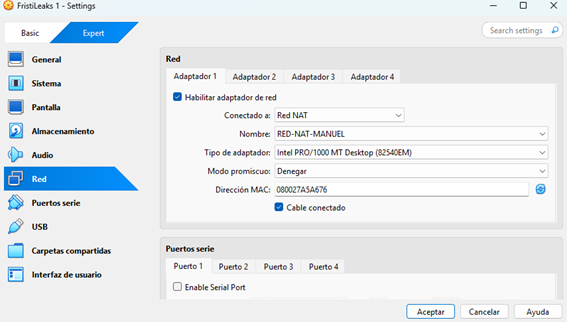 FristiLeaks 1 - Settings
Basic Expert Search settings
General
Sistema
Pantalla
Almacenamiento
Audio
Red
Puertos serie
USB
Carpetas compartidas
Interfaz de usuario
Red
Adaptador 1 Adaptador 2 Adaptador 3 Adaptador 4
Habilitar adaptador de red
Conectado a: Red NAT
Nombre: RED-NAT-MANUEL
Tipo de adaptador: Intel PRO/1000 MT Desktop (82540EM)
Modo promiscuo: Denegar
Dirección MAC: 080027A5A676
Cable conectado
Puertos serie
Puerto 1 Puerto 2 Puerto 3 Puerto 4
Enable Serial Port
Aceptar Cancelar Ayuda